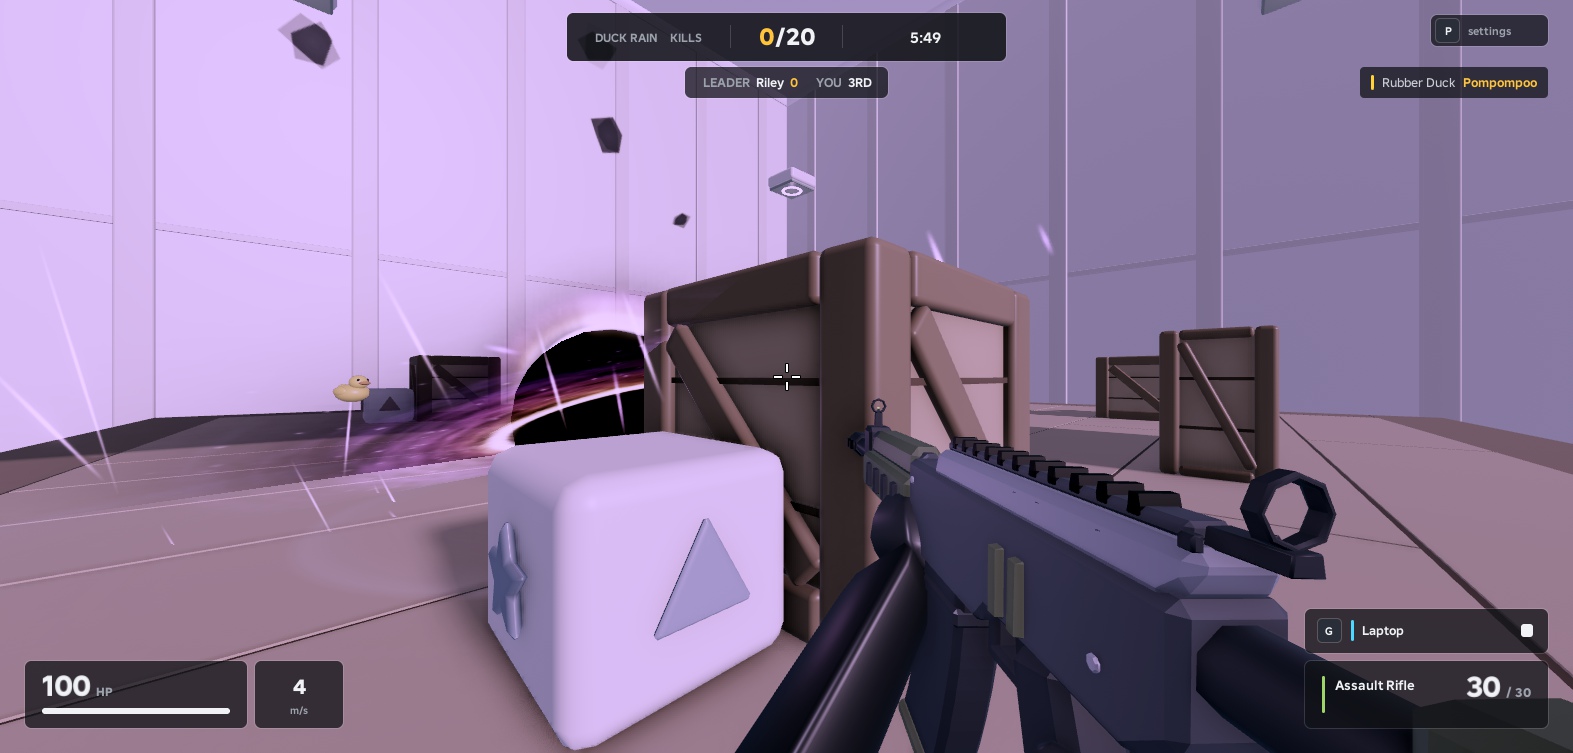 DUCK RAIN KILLS 0/20 5:49
LEADER Riley 0 YOU 3RD
P settings
Rubber Duck Pompompoo
G Laptop
Assault Rifle 30 / 30
100 HP
4
m/s